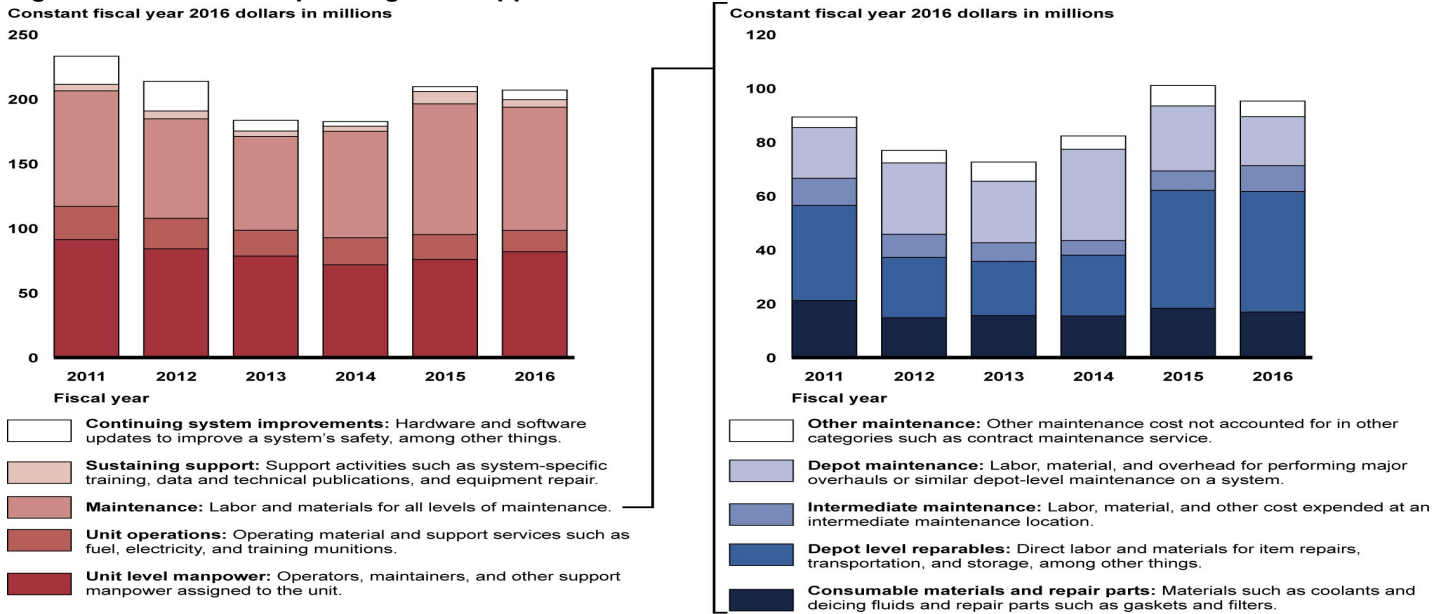 Constant fiscal year 2016 dollars in millions
250
200
150
100
50
0
2011 2012 2013 2014 2015 2016
Fiscal year
Continuing system improvements: Hardware and software
updates to improve a system's safety, among other things.
Sustaining support: Support activities such as system-specific
training, data and technical publications, and equipment repair.
Maintenance: Labor and materials for all levels of maintenance.
Unit operations: Operating material and support services such as
fuel, electricity, and training munitions.
Unit level manpower: Operators, maintainers, and other support
manpower assigned to the unit.
Constant fiscal year 2016 dollars in millions
120
100
80
60
40
20
0
2011 2012 2013 2014 2015 2016
Fiscal year
Other maintenance: Other maintenance cost not accounted for in other
categories such as contract maintenance service.
Depot maintenance: Labor, material, and overhead for performing major
overhauls or similar depot-level maintenance on a system.
Intermediate maintenance: Labor, material, and other cost expended at an
intermediate maintenance location.
Depot level reparables: Direct labor and materials for item repairs,
transportation, and storage, among other things.
Consumable materials and repair parts: Materials such as coolants and
deicing fluids and repair parts such as gaskets and filters.